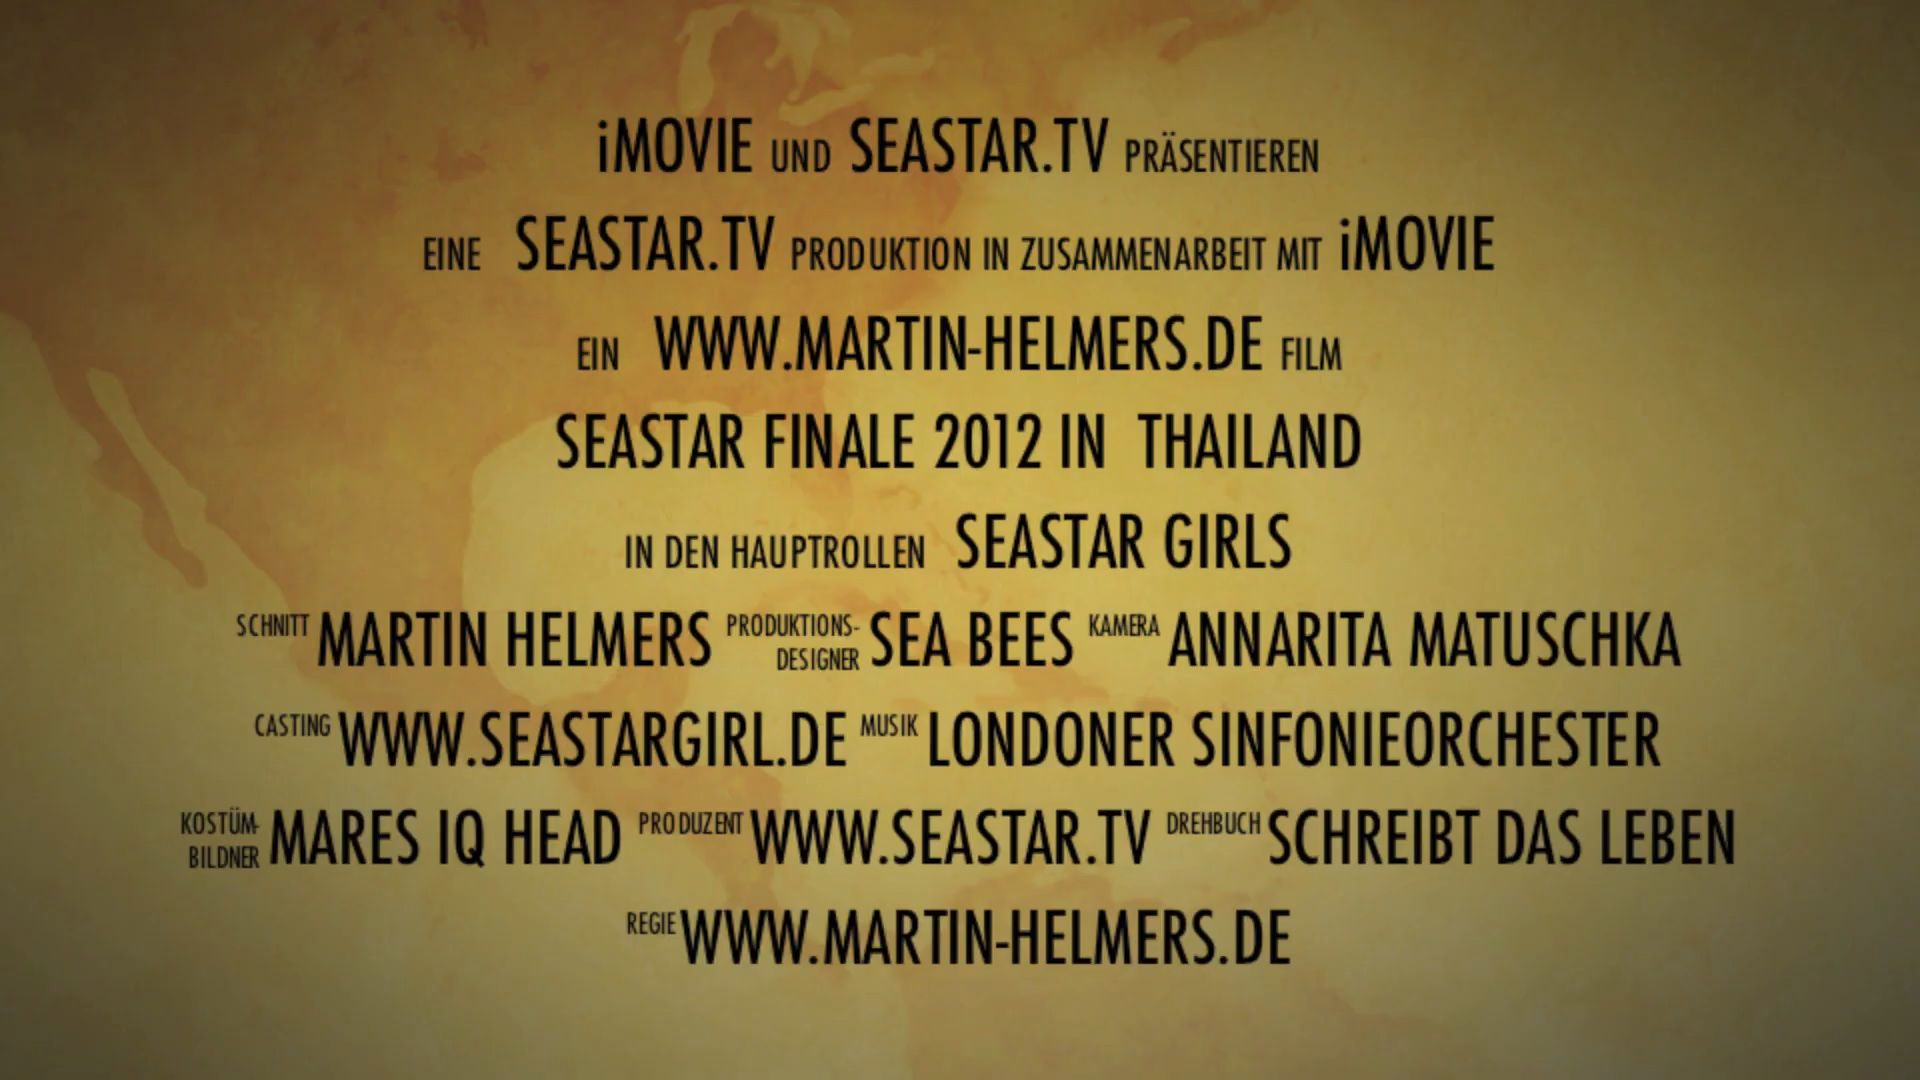 iMOVIE UND SEASTAR.TV PRÄSENTIEREN
EINE SEASTAR.TV PRODUKTION IN ZUSAMMENARBEIT MIT iMOVIE
EIN WWW.MARTIN-HELMERS.DE FILM
SEASTAR FINALE 2012 IN THAILAND
IN DEN HAUPTROLLEN SEASTAR GIRLS
SCHNITT MARTIN HELMERS PRODUKTIONS-DESIGNER SEA BEES KAMERA ANNARITA MATUSCHKA
CASTING WWW.SEASTARGIRL.DE MUSIK LONDONER SINFONIEORCHESTER
KOSTÜM-BILDNER MARES IQ HEAD PRODUZENT WWW.SEASTAR.TV DREHBUCH SCHREIBT DAS LEBEN
REGIE WWW.MARTIN-HELMERS.DE